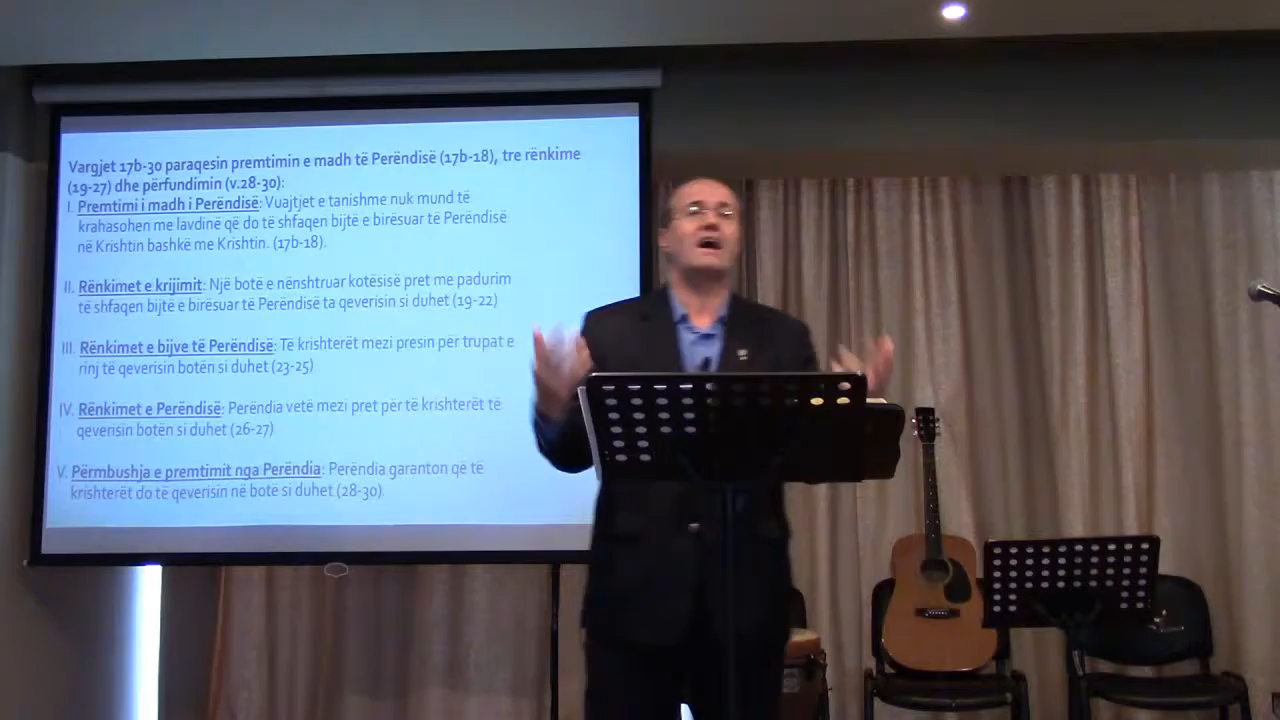 Vargjet 17b-30 paraqesin premtimin e madh të Perëndisë (17b-18), tre rënkime
(19-27) dhe përfundimin (v.28-30):
I. Premtimi i madh i Perëndisë: Vuajtjet e tanishme nuk mund të
krahasohen me lavdinë që do të shfaqen bijtë e birësuar të Perëndisë
në Krishtin bashkë me Krishtin. (17b-18).
II. Rënkimet e krijimit: Një botë e nënshtruar kotësisë pret me padurim
të shfaqen bijtë e birësuar të Perëndisë ta qeverisin si duhet (19-22)
III. Rënkimet e bijve të Perëndisë: Të krishterët mezi presin për trupat e
rinj të qeverisin botën si duhet (23-25)
IV. Rënkimet e Perëndisë: Perëndia vetë mezi pret për të krishterët të
qeverisin botën si duhet (26-27)
V. Përmbushja e premtimit nga Perëndia: Perëndia garanton që të
krishterët do të qeverisin në botë si duhet (28-30).